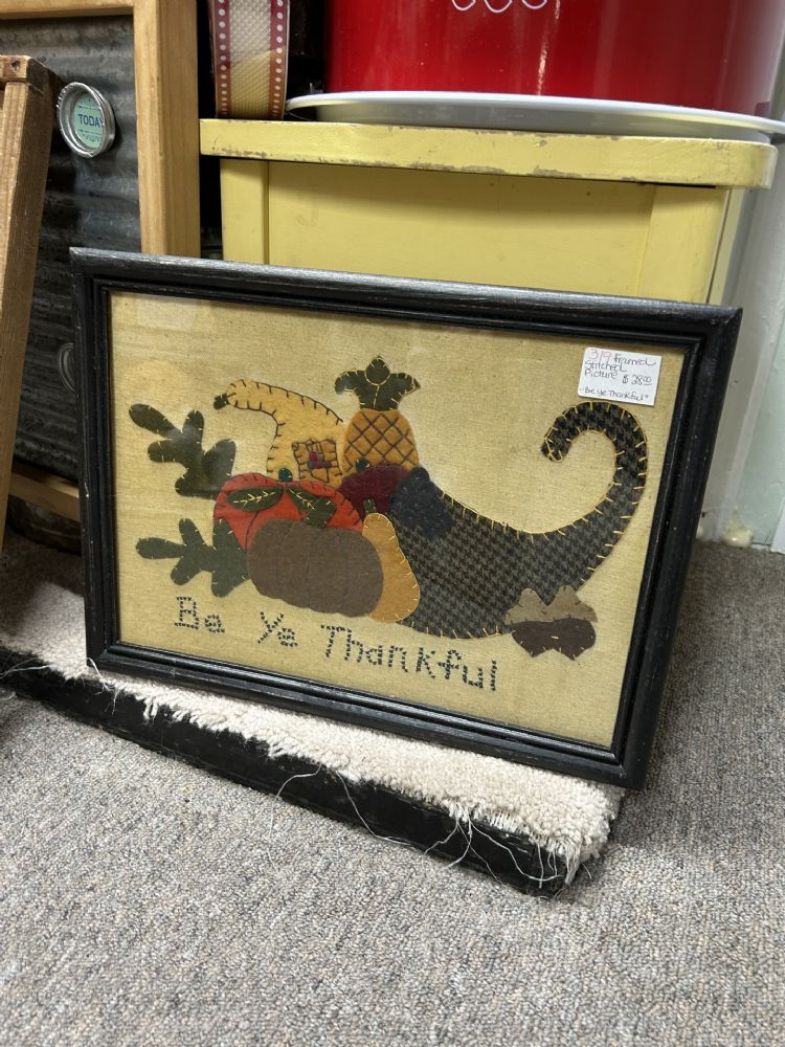 TODAY
319 Framed
Stitched
Picture $28.00
"Be Ye Thankful"
Be Ye Thankful